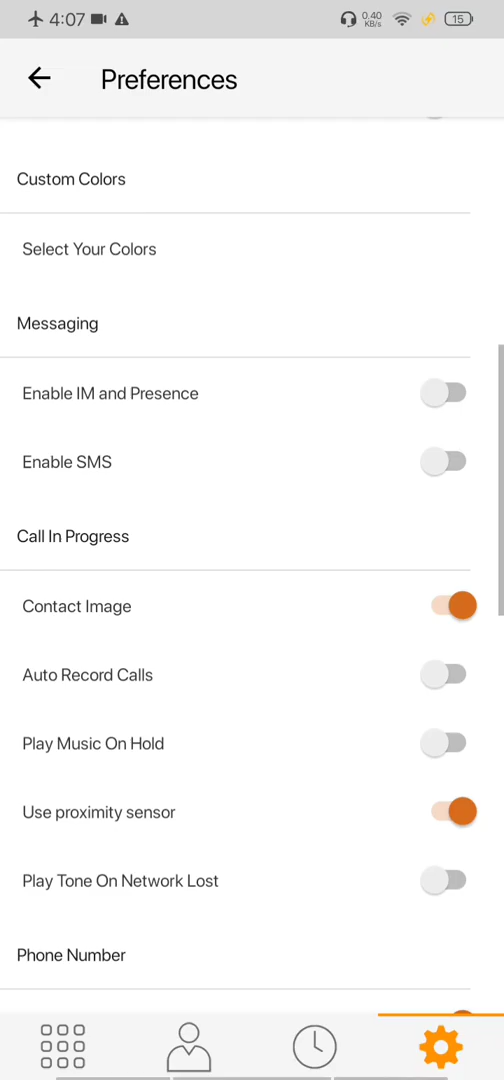 4:07
0.40
KB/s
15
Preferences
Custom Colors
Select Your Colors
Messaging
Enable IM and Presence
Enable SMS
Call In Progress
Contact Image
Auto Record Calls
Play Music On Hold
Use proximity sensor
Play Tone On Network Lost
Phone Number